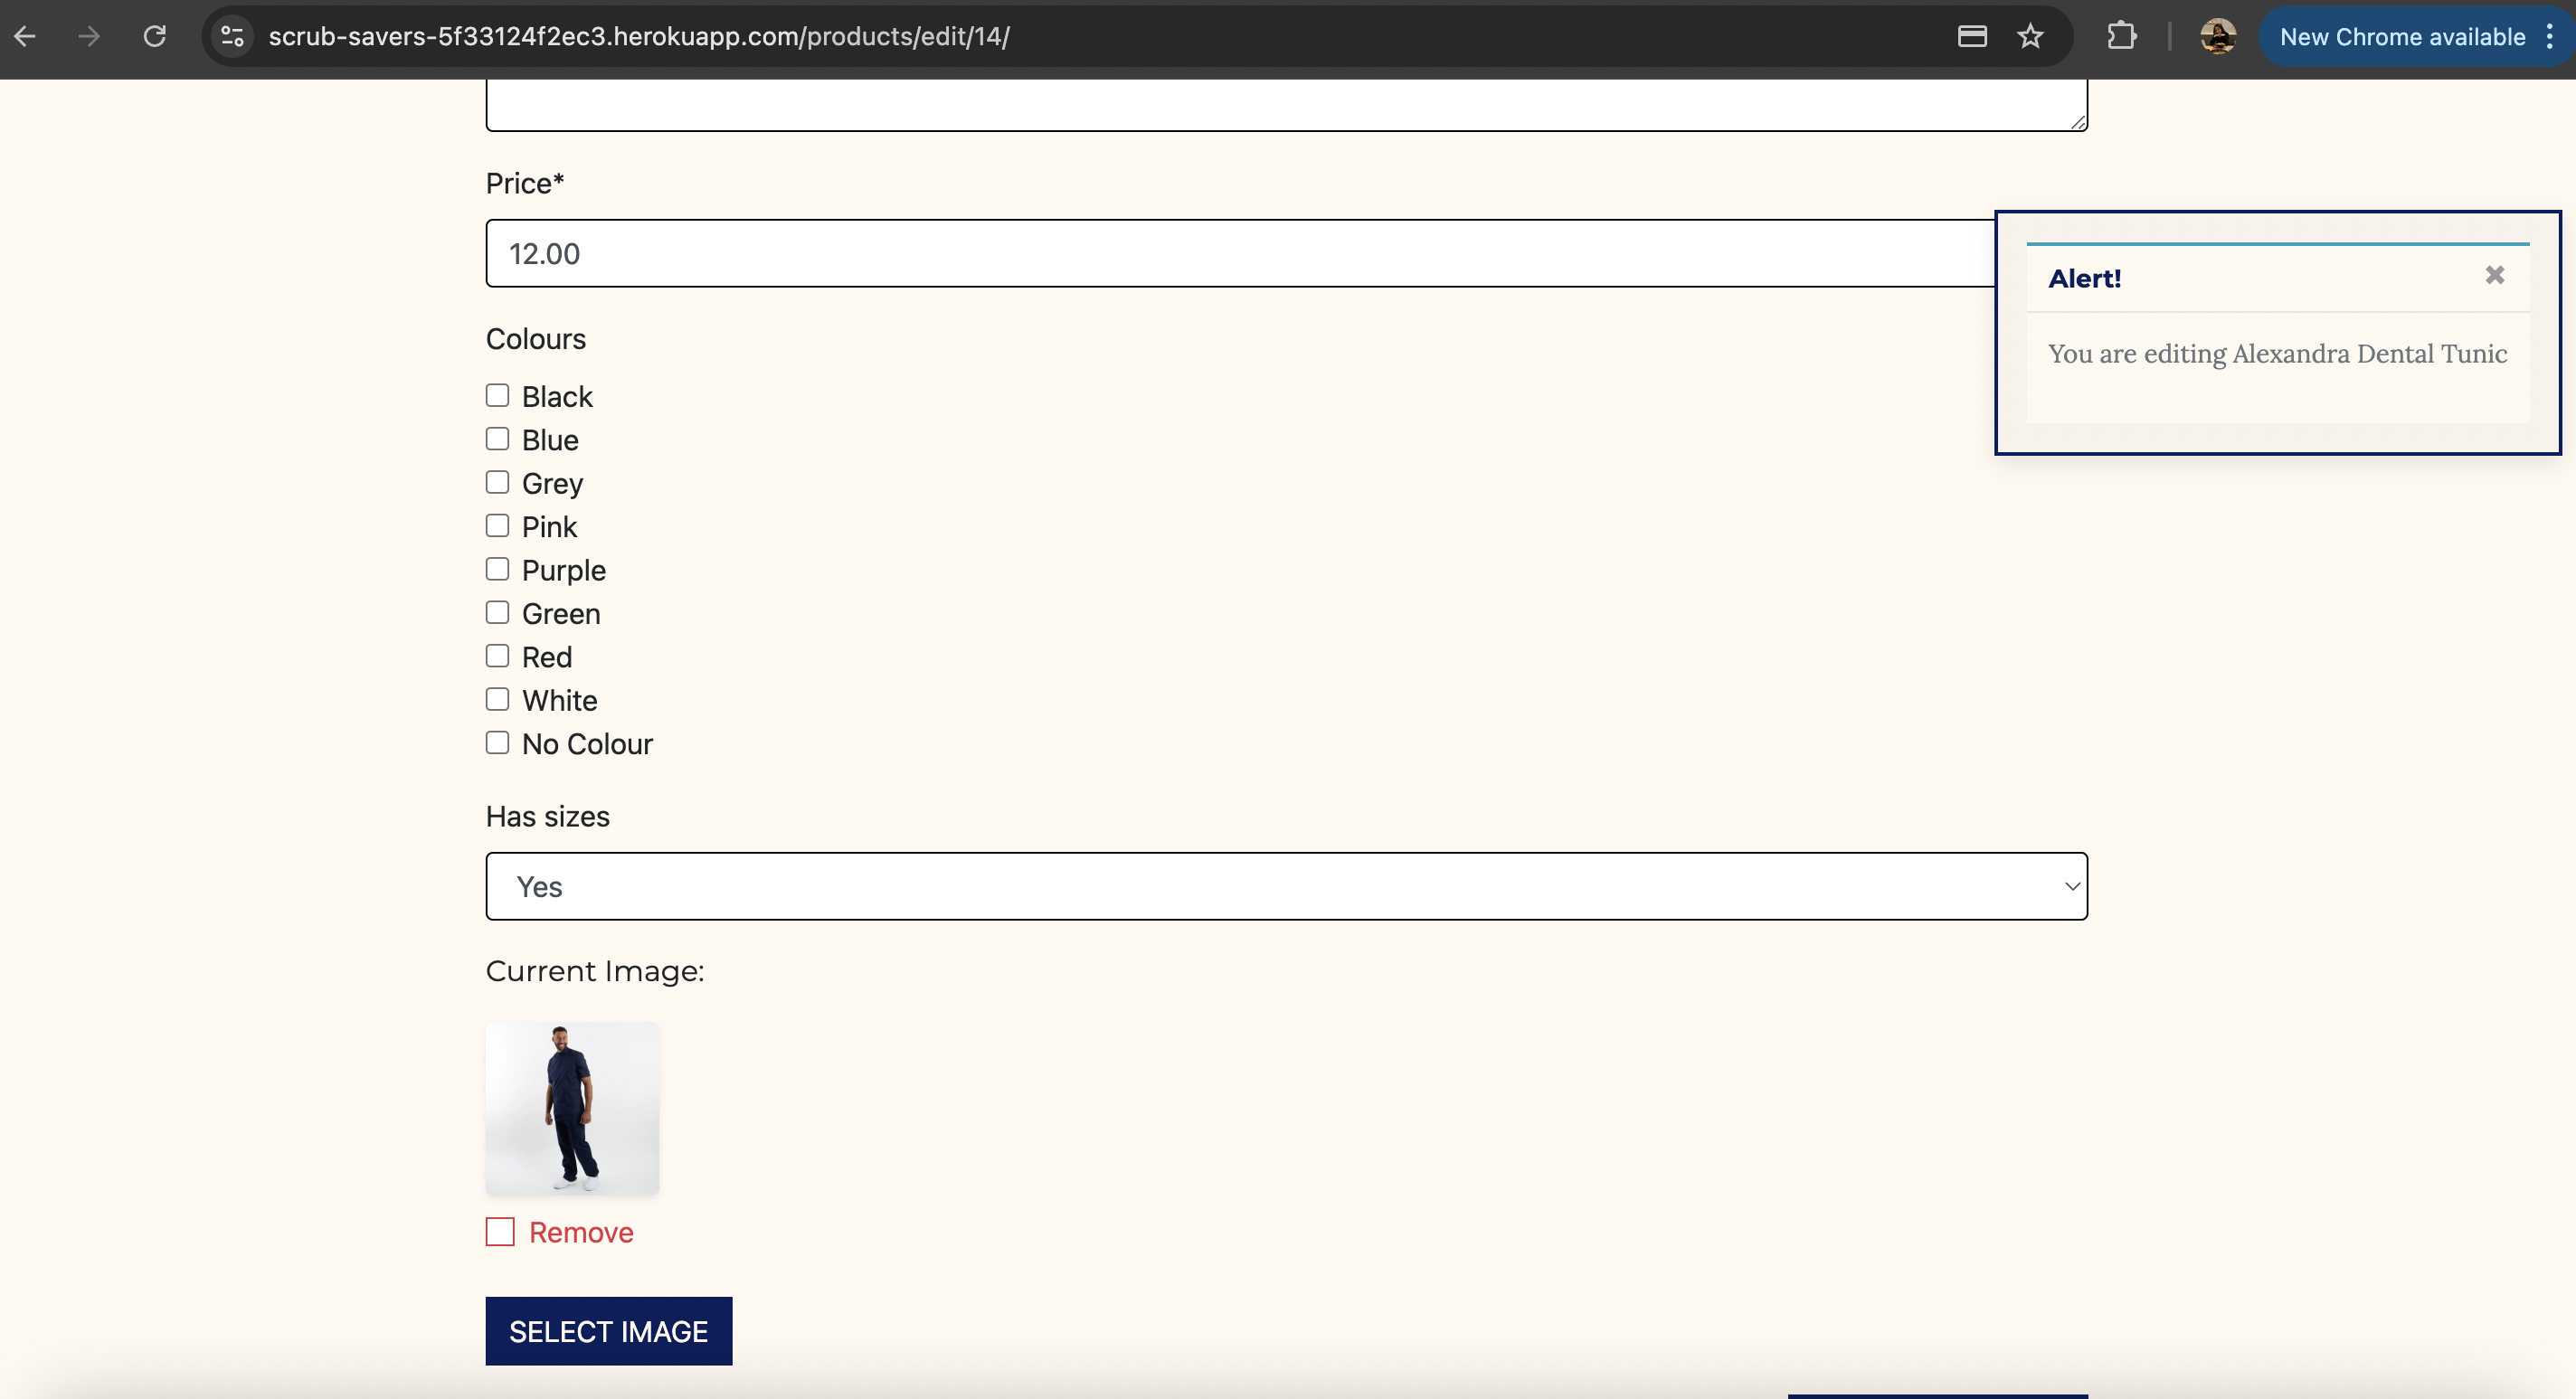 scrub-savers-5f33124f2ec3.herokuapp.com/products/edit/14/
New Chrome available
Price*
12.00
Alert!
You are editing Alexandra Dental Tunic
Colours
Black
Blue
Grey
Pink
Purple
Green
Red
White
No Colour
Has sizes
Yes
Current Image:
Remove
SELECT IMAGE